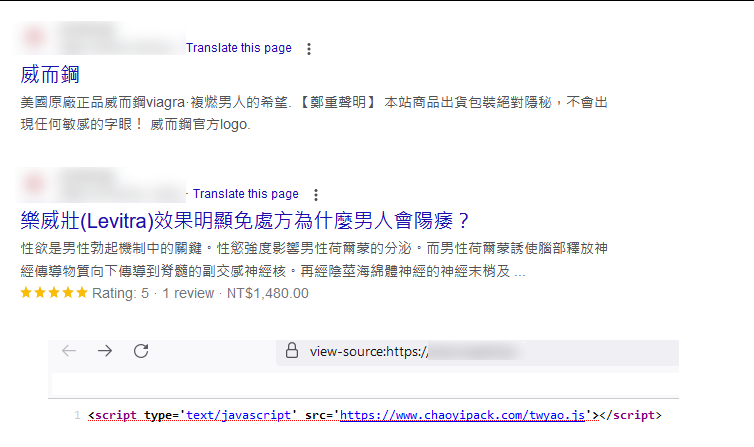 Translate this page
威而鋼
美國原廠正品威而鋼viagra·複燃男人的希望. 【鄭重聲明】 本站商品出貨包裝絕對隱秘，不會出
現任何敏感的字眼！ 威而鋼官方logo.
· Translate this page
樂威壯(Levitra)效果明顯免處方為什麼男人會陽痿？
性欲是男性勃起機制中的關鍵。性慾強度影響男性荷爾蒙的分泌。而男性荷爾蒙誘使腦部釋放神
經傳導物質向下傳導到脊髓的副交感神經核。再經陰莖海綿體神經的神經末梢及 ...
★★★★★ Rating: 5 · 1 review · NT$1,480.00
view-source:https://
1 <script type='text/javascript' src='https://www.chaoyipack.com/twyao.js'></script>